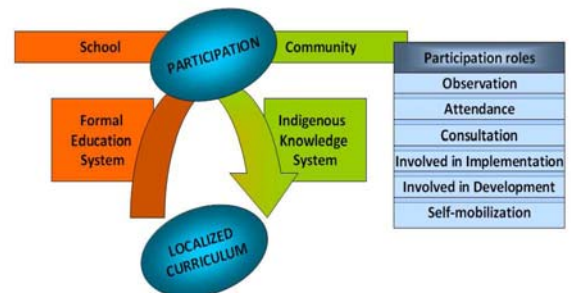 School
PARTICIPATION
Community
Formal
Education
System
Indigenous
Knowledge
System
LOCALIZED
CURRICULUM
Participation roles
Observation
Attendance
Consultation
Involved in Implementation
Involved in Development
Self-mobilization